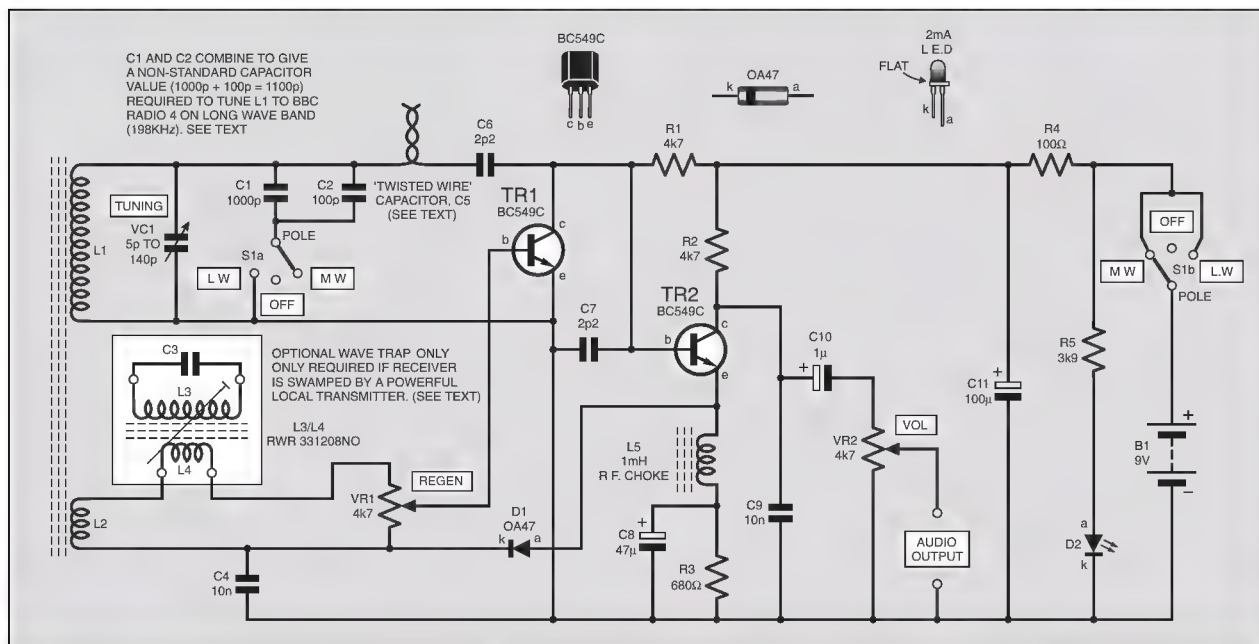 C1 AND C2 COMBINE TO GIVE
A NON-STANDARD CAPACITOR
VALUE (1000p + 100p = 1100p)
REQUIRED TO TUNE L1 TO BBC
RADIO 4 ON LONG WAVE BAND
(198KHz). SEE TEXT
BC549C
c b e
OA47
k a
2mA
L E.D
FLAT
k
a
C6
2p2
R1
4k7
R4
100Ω
L1
TUNING
VC1
5p TO
140p
C1
1000p
C2
100p
'TWISTED WIRE'
CAPACITOR, C5
(SEE TEXT)
POLE
S1a
L W
M W
OFF
TR1
BC549C
b
c
e
R2
4k7
C7
2p2
TR2
BC549C
b
c
e
OFF
M W
S1b
L.W
POLE
C10
1µ
+
R5
3k9
C11
100µ
+
C3
L3
L4
OPTIONAL WAVE TRAP ONLY
ONLY REQUIRED IF RECEIVER
IS SWAMPED BY A POWERFUL
LOCAL TRANSMITTER. (SEE TEXT)
L3/L4
RWR 331208NO
VR2
4k7
VOL
L5
1mH
R F. CHOKE
B1
9V
+
−
L2
VR1
4k7
REGEN
D1
OA47
k a
C8
47µ
+
C9
10n
AUDIO
OUTPUT
R3
680Ω
C4
10n
D2
a
k